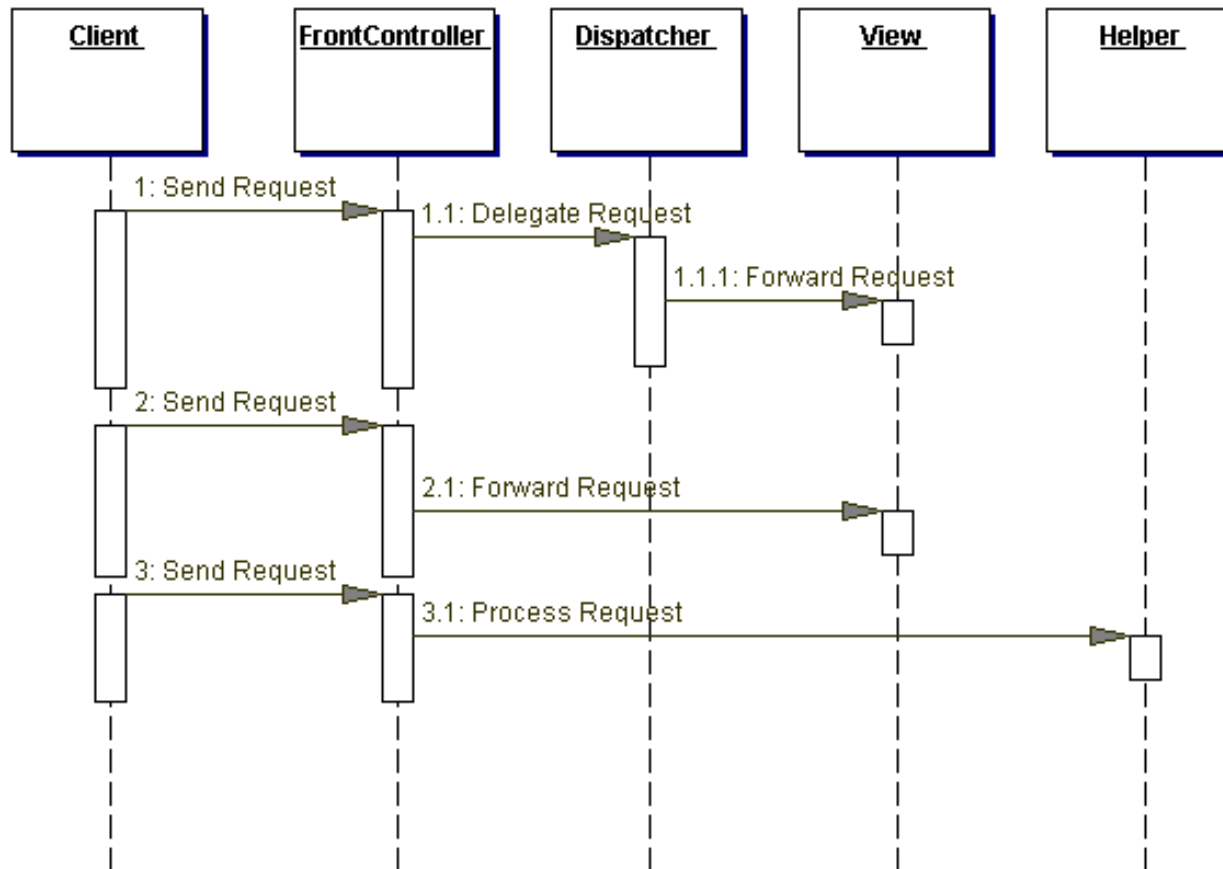 Client
FrontController
Dispatcher
View
Helper
1: Send Request
1.1: Delegate Request
1.1.1: Forward Request
2: Send Request
2.1: Forward Request
3: Send Request
3.1: Process Request